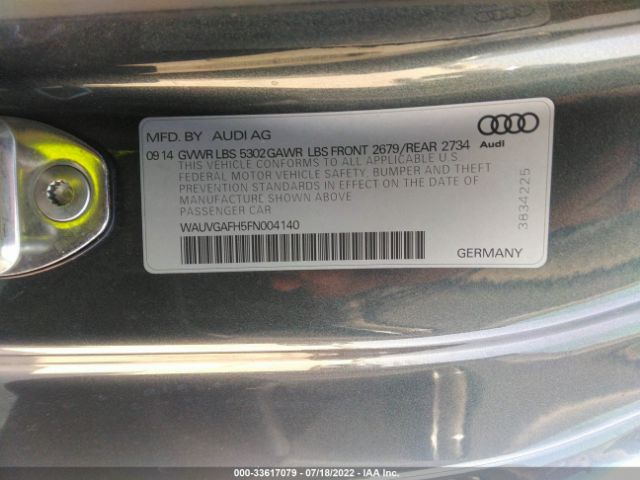 MFD. BY AUDI AG
Audi
09 14 GVWR LBS 5302 GAWR LBS FRONT 2679/REAR 2734
THIS VEHICLE CONFORMS TO ALL APPLICABLE U S
FEDERAL MOTOR VEHICLE SAFETY, BUMPER AND THEFT
PREVENTION STANDARDS IN EFFECT ON THE DATE OF
MANUFACTURE SHOWN ABOVE
PASSENGER CAR
WAUVGAFH5FN004140
GERMANY
3834225
000-33617079 - 07/18/2022 - IAA Inc.